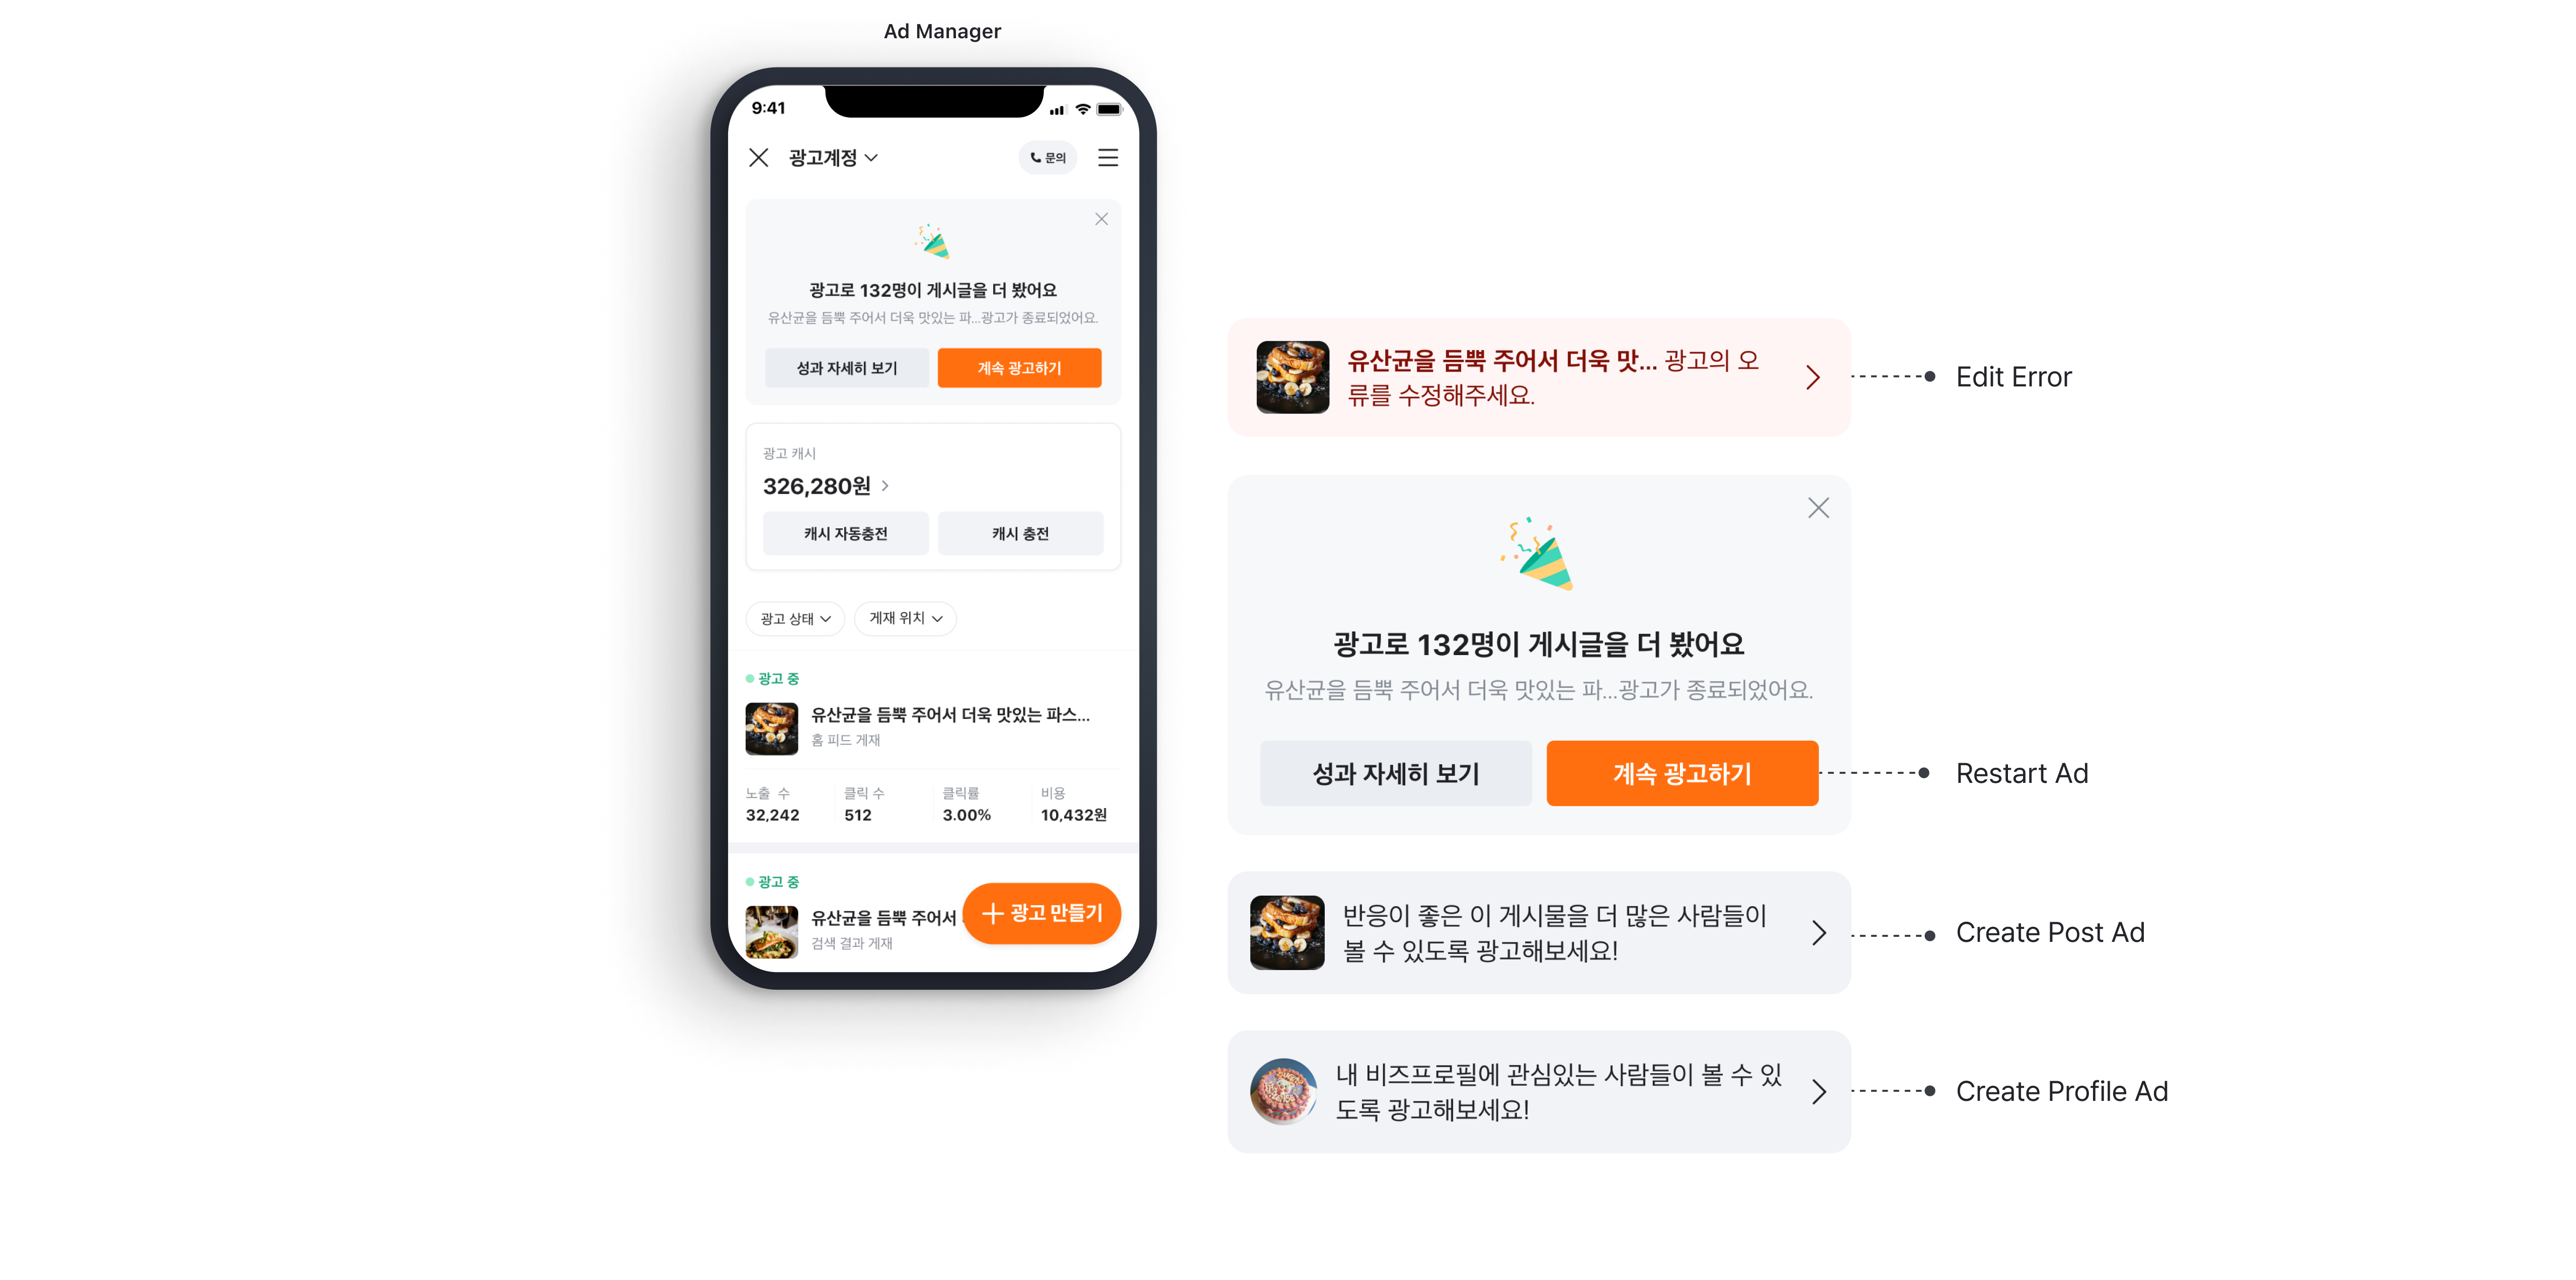 Ad Manager
9:41
광고계정
문의
광고로 132명이 게시글을 더 봤어요
유산균을 듬뿍 주어서 더욱 맛있는 파...광고가 종료되었어요.
성과 자세히 보기
계속 광고하기
광고 캐시
326,280원
캐시 자동충전
캐시 충전
광고 상태
게재 위치
광고 중
유산균을 듬뿍 주어서 더욱 맛있는 파스...
홈 피드 게재
노출 수
클릭 수
클릭률
비용
32,242
512
3.00%
10,432원
광고 중
유산균을 듬뿍 주어서
검색 결과 게재
광고 만들기
유산균을 듬뿍 주어서 더욱 맛... 광고의 오
류를 수정해주세요.
Edit Error
광고로 132명이 게시글을 더 봤어요
유산균을 듬뿍 주어서 더욱 맛있는 파...광고가 종료되었어요.
성과 자세히 보기
계속 광고하기
Restart Ad
반응이 좋은 이 게시물을 더 많은 사람들이
볼 수 있도록 광고해보세요!
Create Post Ad
내 비즈프로필에 관심있는 사람들이 볼 수 있
도록 광고해보세요!
Create Profile Ad